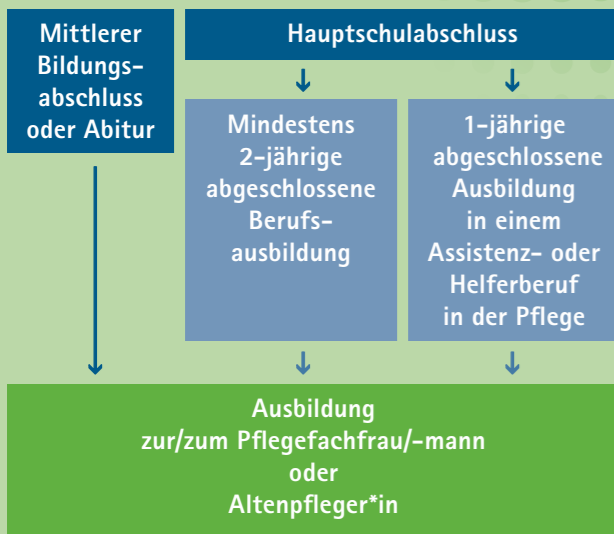 Mittlerer
Bildungs-
abschluss
oder Abitur
Hauptschulabschluss
Mindestens
2-jährige
abgeschlossene
Berufs-
ausbildung
1-jährige
abgeschlossene
Ausbildung
in einem
Assistenz- oder
Helferberuf
in der Pflege
Ausbildung
zur/zum Pflegefachfrau/-mann
oder
Altenpfleger*in